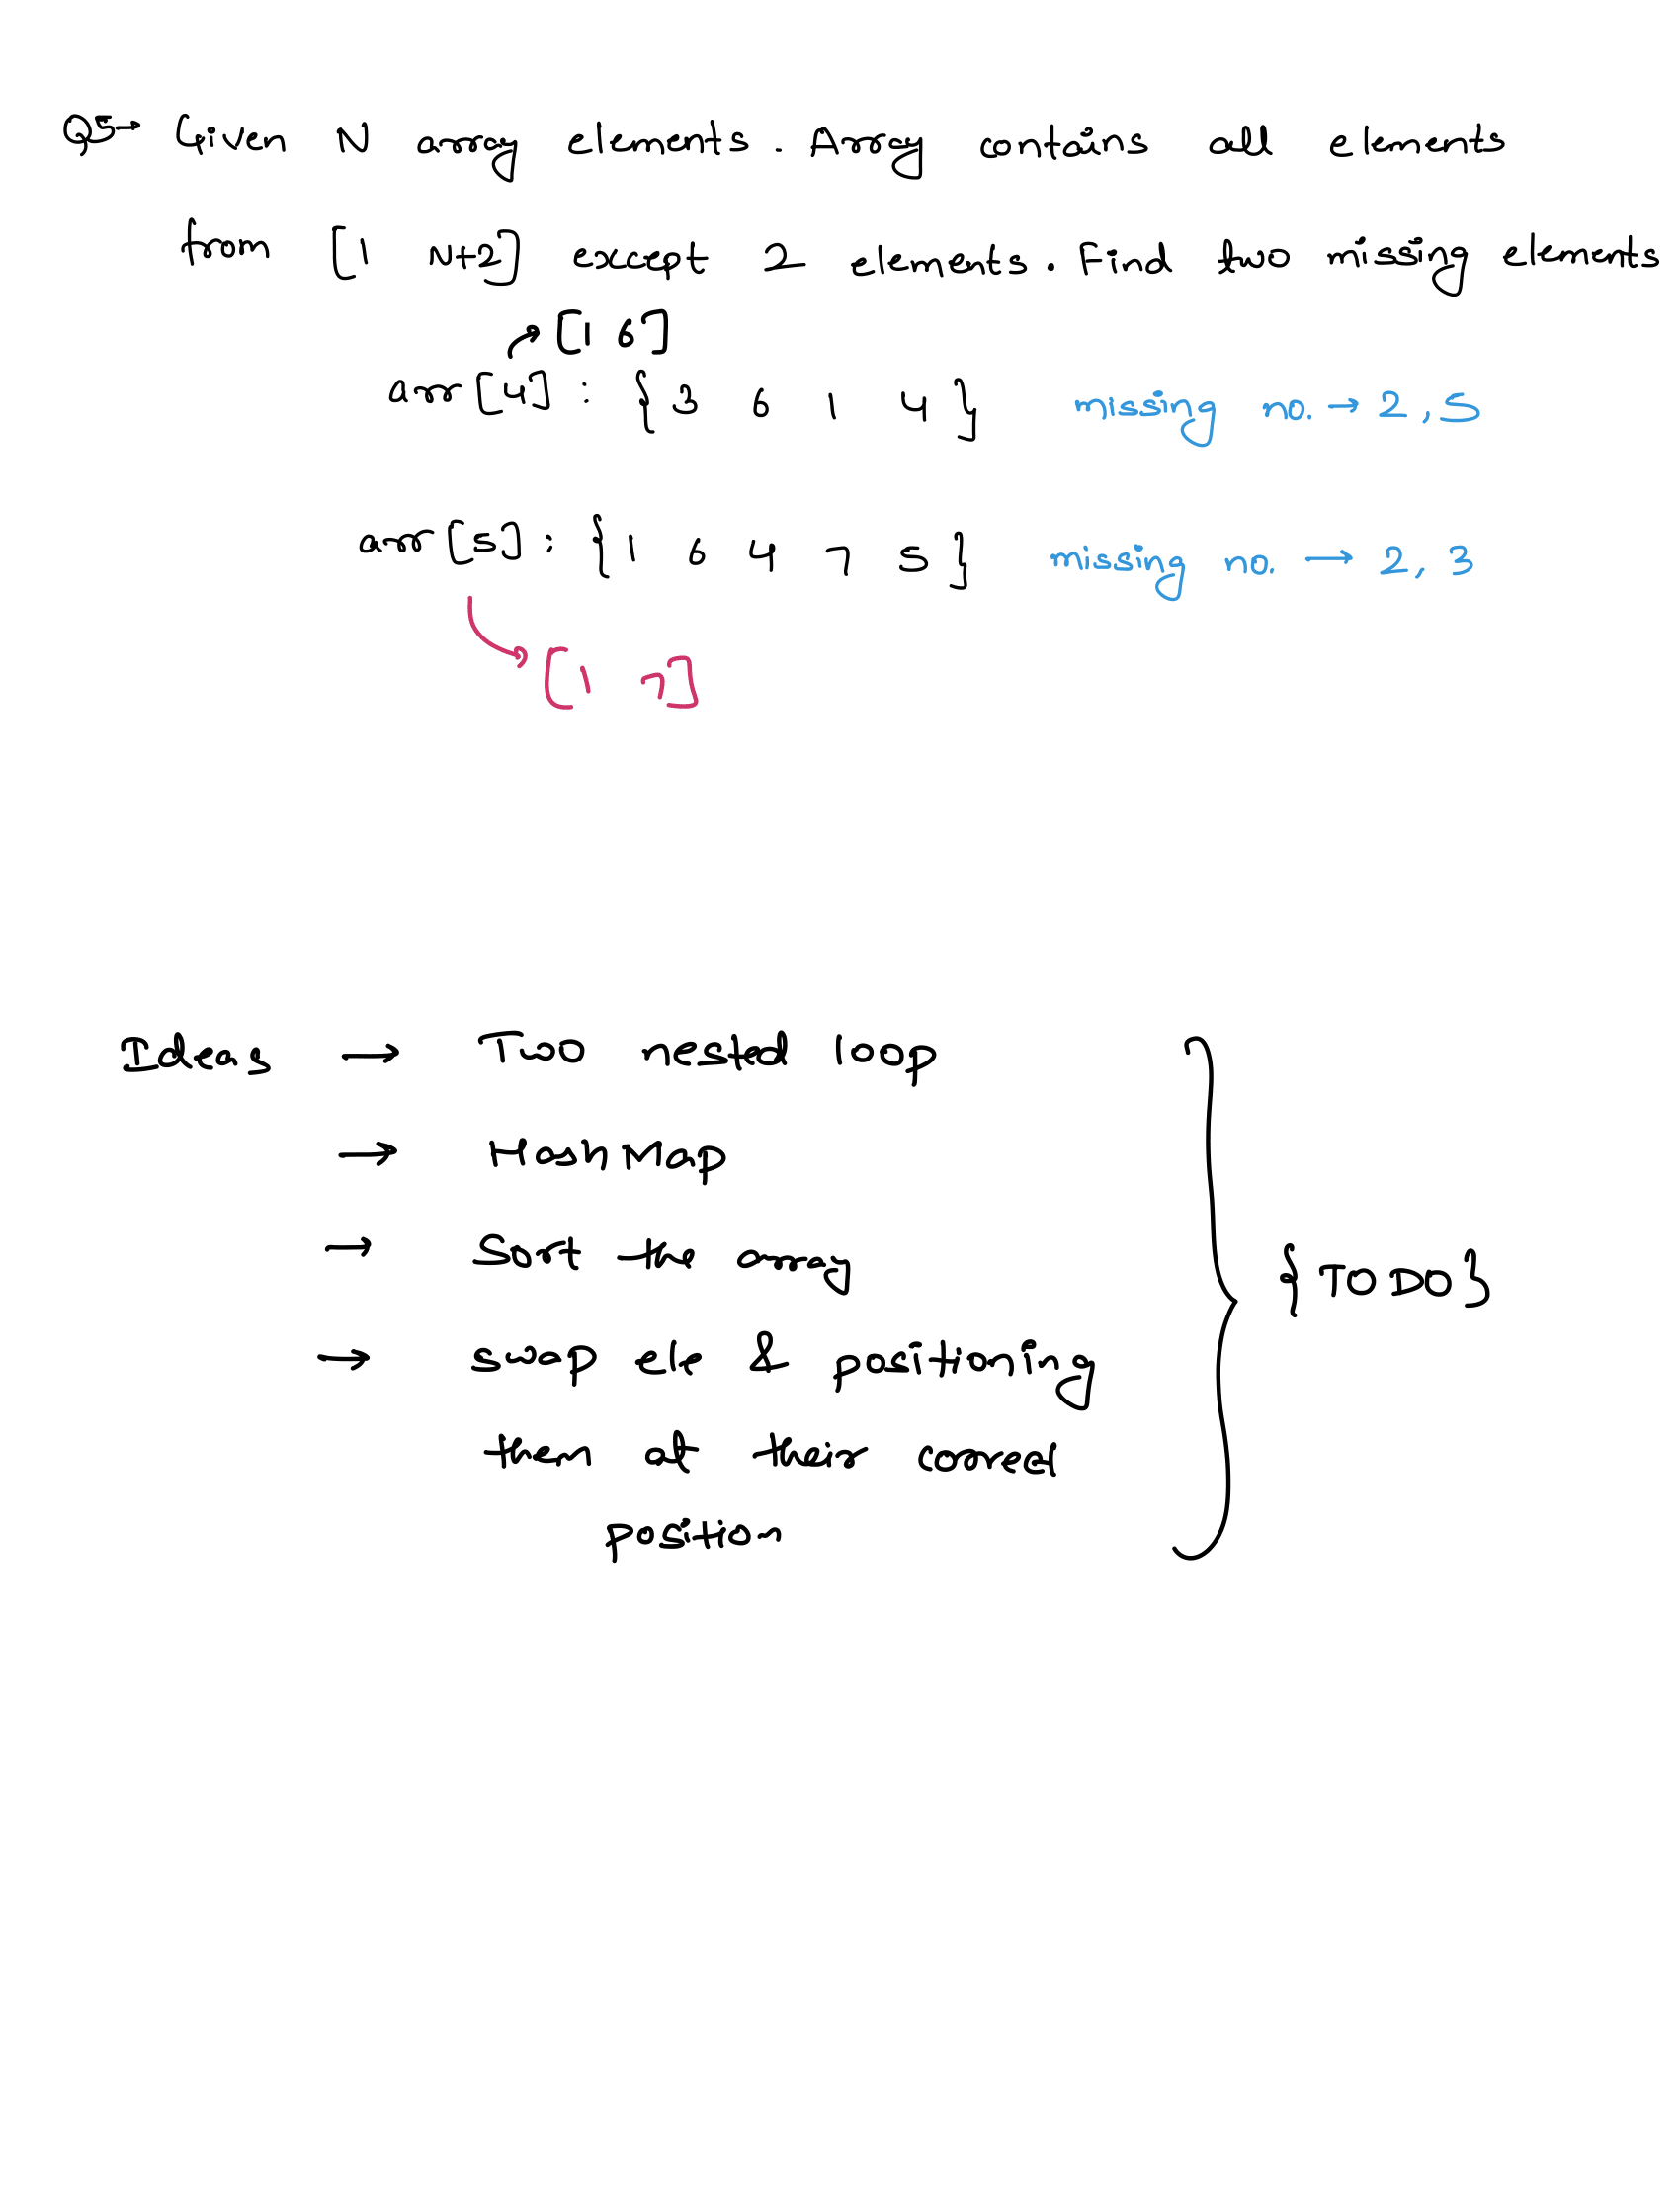 Q5→ Given N array elements. Array contains all elements
from [1 N+2] except 2 elements. Find two missing elements
→ [1 6]
arr[4] : { 3 6 1 4 } missing no. → 2, 5
arr[5] : { 1 6 4 7 5 } missing no. → 2, 3
→ [1 7]
Ideas → Two nested loop
→ HashMap
→ Sort the array
{ TODO }
→ swap ele & positioning
them at their correct
position